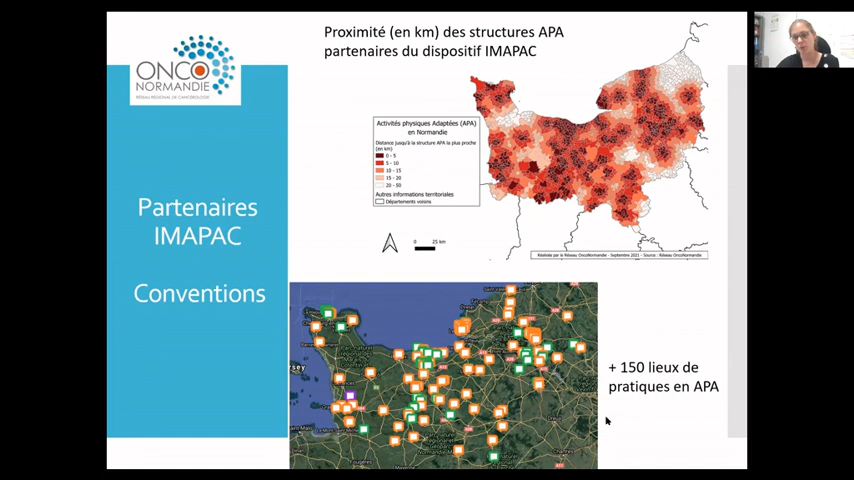 Proximité (en km) des structures APA
partenaires du dispositif IMAPAC
ONCO
NORMANDIE
RÉSEAU RÉGIONAL DE CANCÉROLOGIE
Partenaires
IMAPAC
Conventions
Activités physiques Adaptées (APA)
en Normandie
Distance jusqu'à la structure APA la plus proche
(en km)
0 - 5
5 - 10
10 - 15
15 - 20
20 - 50
Autres informations territoriales
Départements voisins
0 25 km
Réalisée par le Réseau OncoNormandie - Septembre 2021 - Source : Réseau OncoNormandie
+ 150 lieux de
pratiques en APA